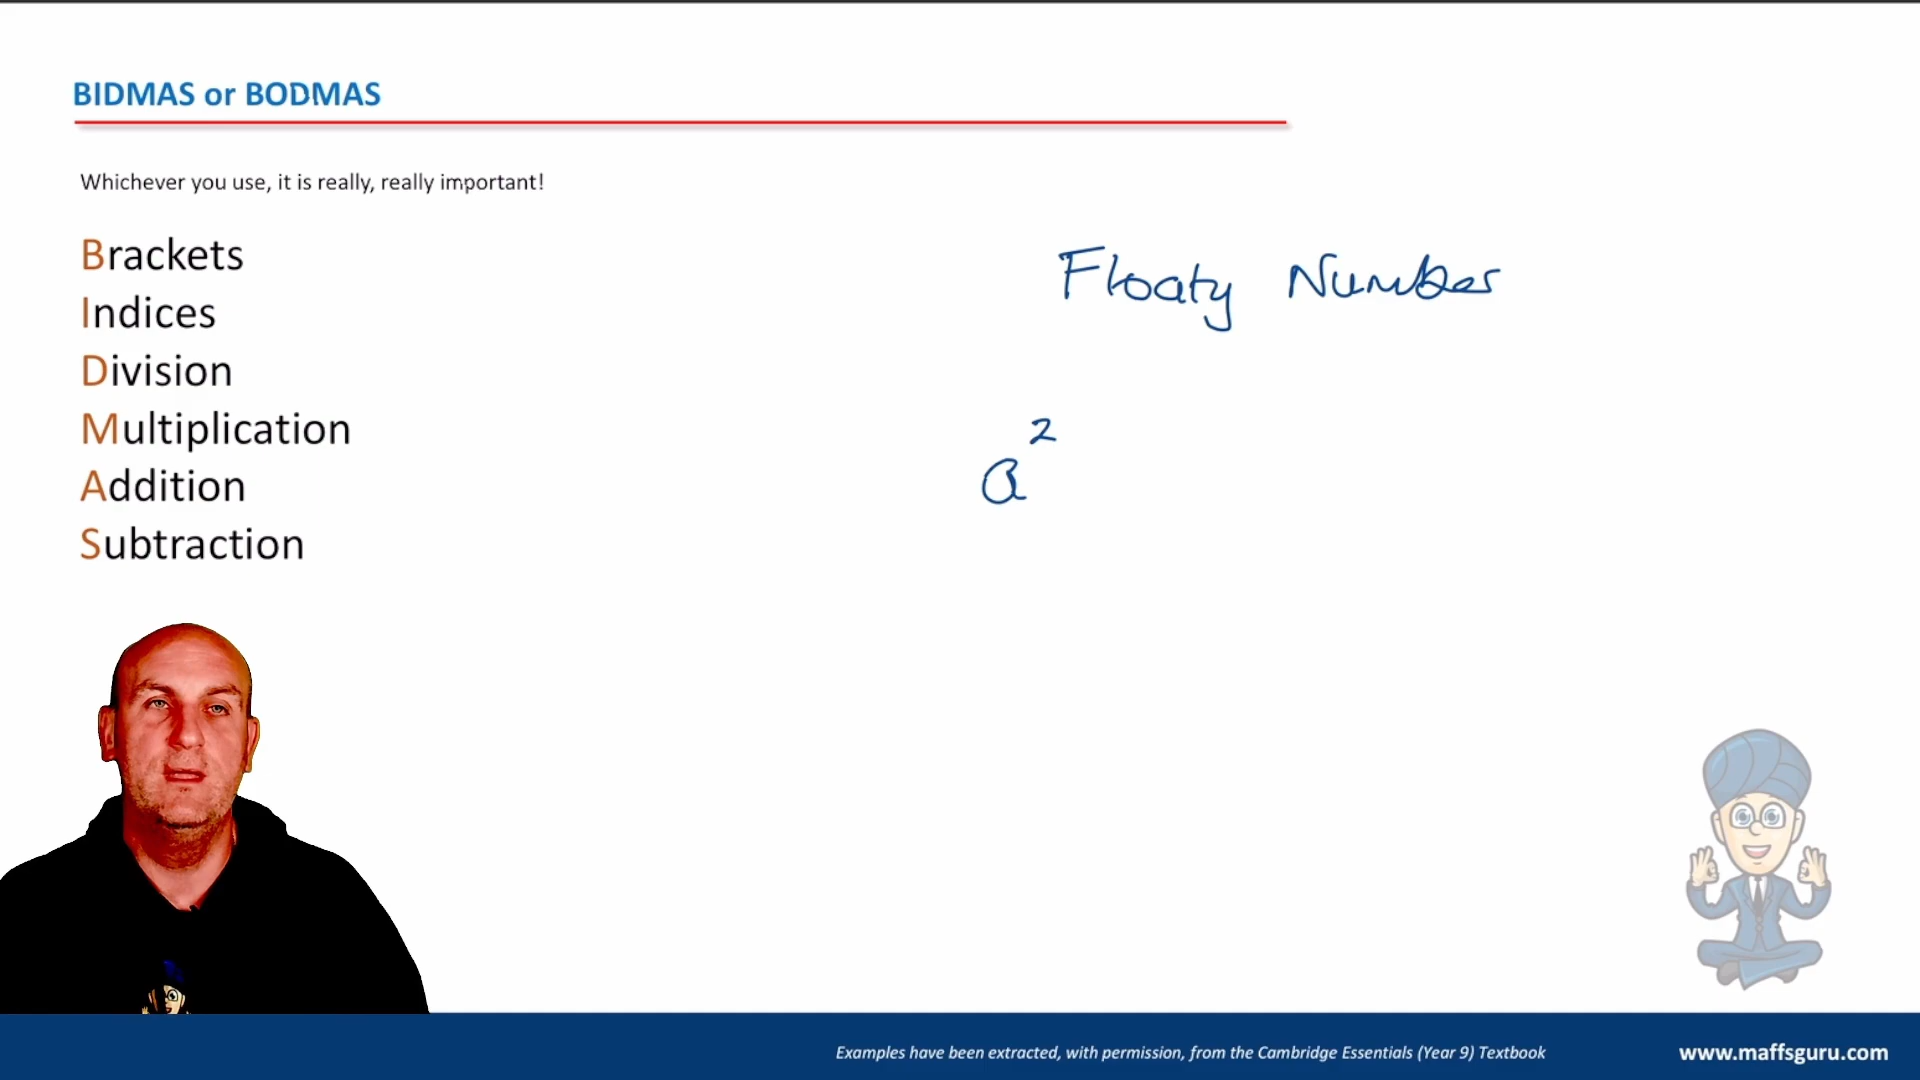 BIDMAS or BODMAS
Whichever you use, it is really, really important!
Brackets
Indices
Division
Multiplication
Addition
Subtraction
Floaty Number
a²
Examples have been extracted, with permission, from the Cambridge Essentials (Year 9) Textbook
www.maffsguru.com